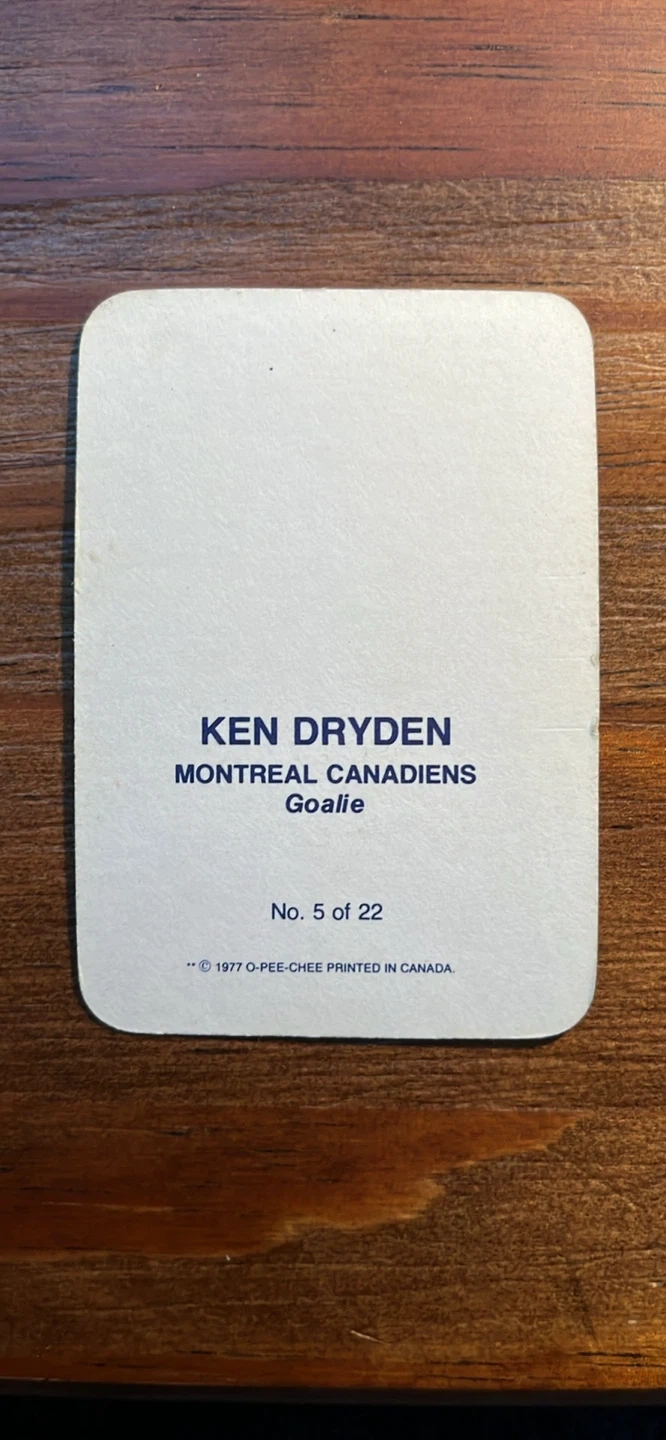 KEN DRYDEN
MONTREAL CANADIENS
Goalie
No. 5 of 22
** © 1977 O-PEE-CHEE PRINTED IN CANADA.